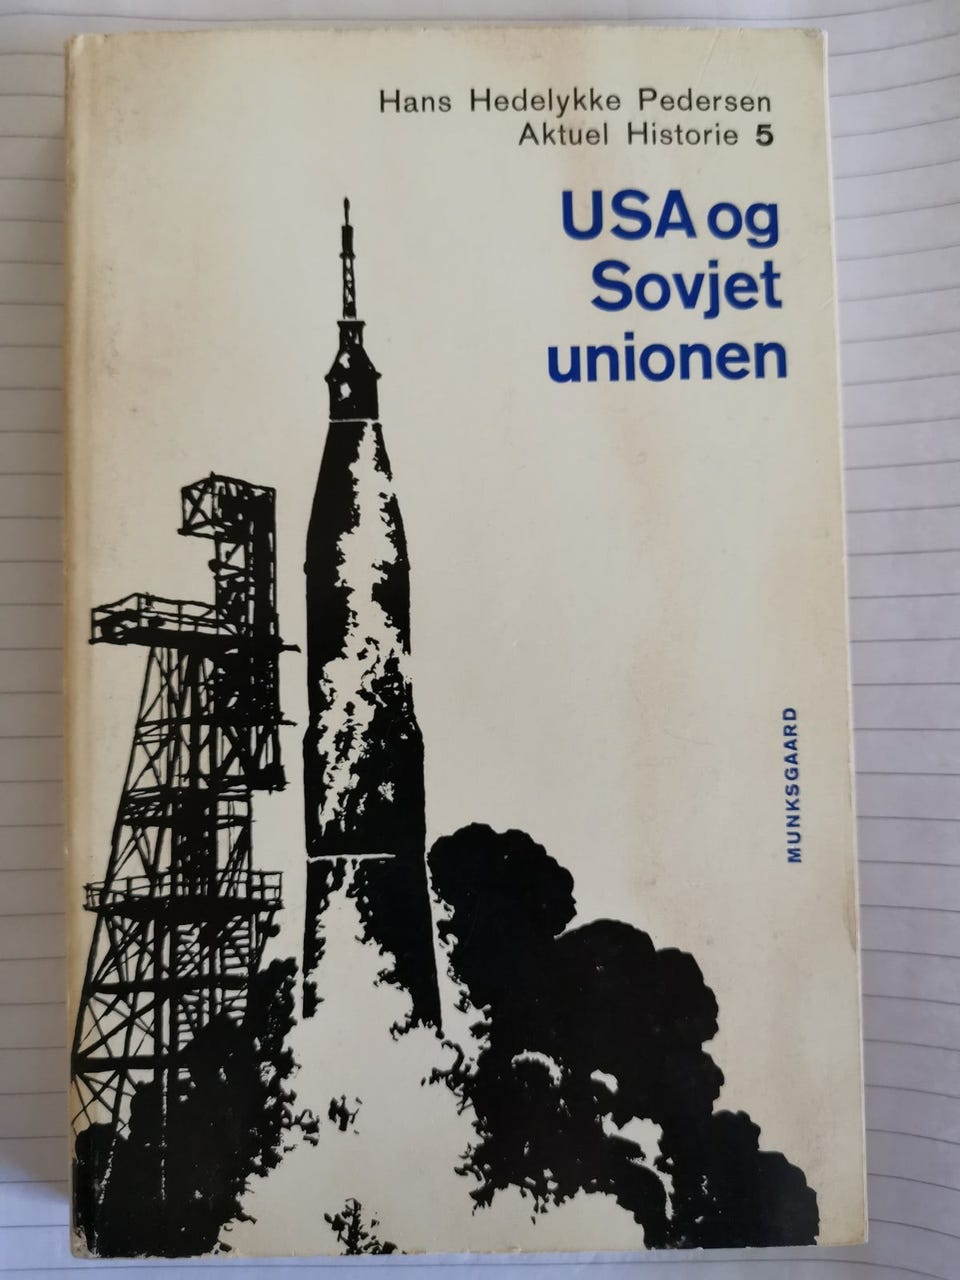 Hans Hedelykke Pedersen
Aktuel Historie 5
USA og
Sovjet
unionen
MUNKSGAARD